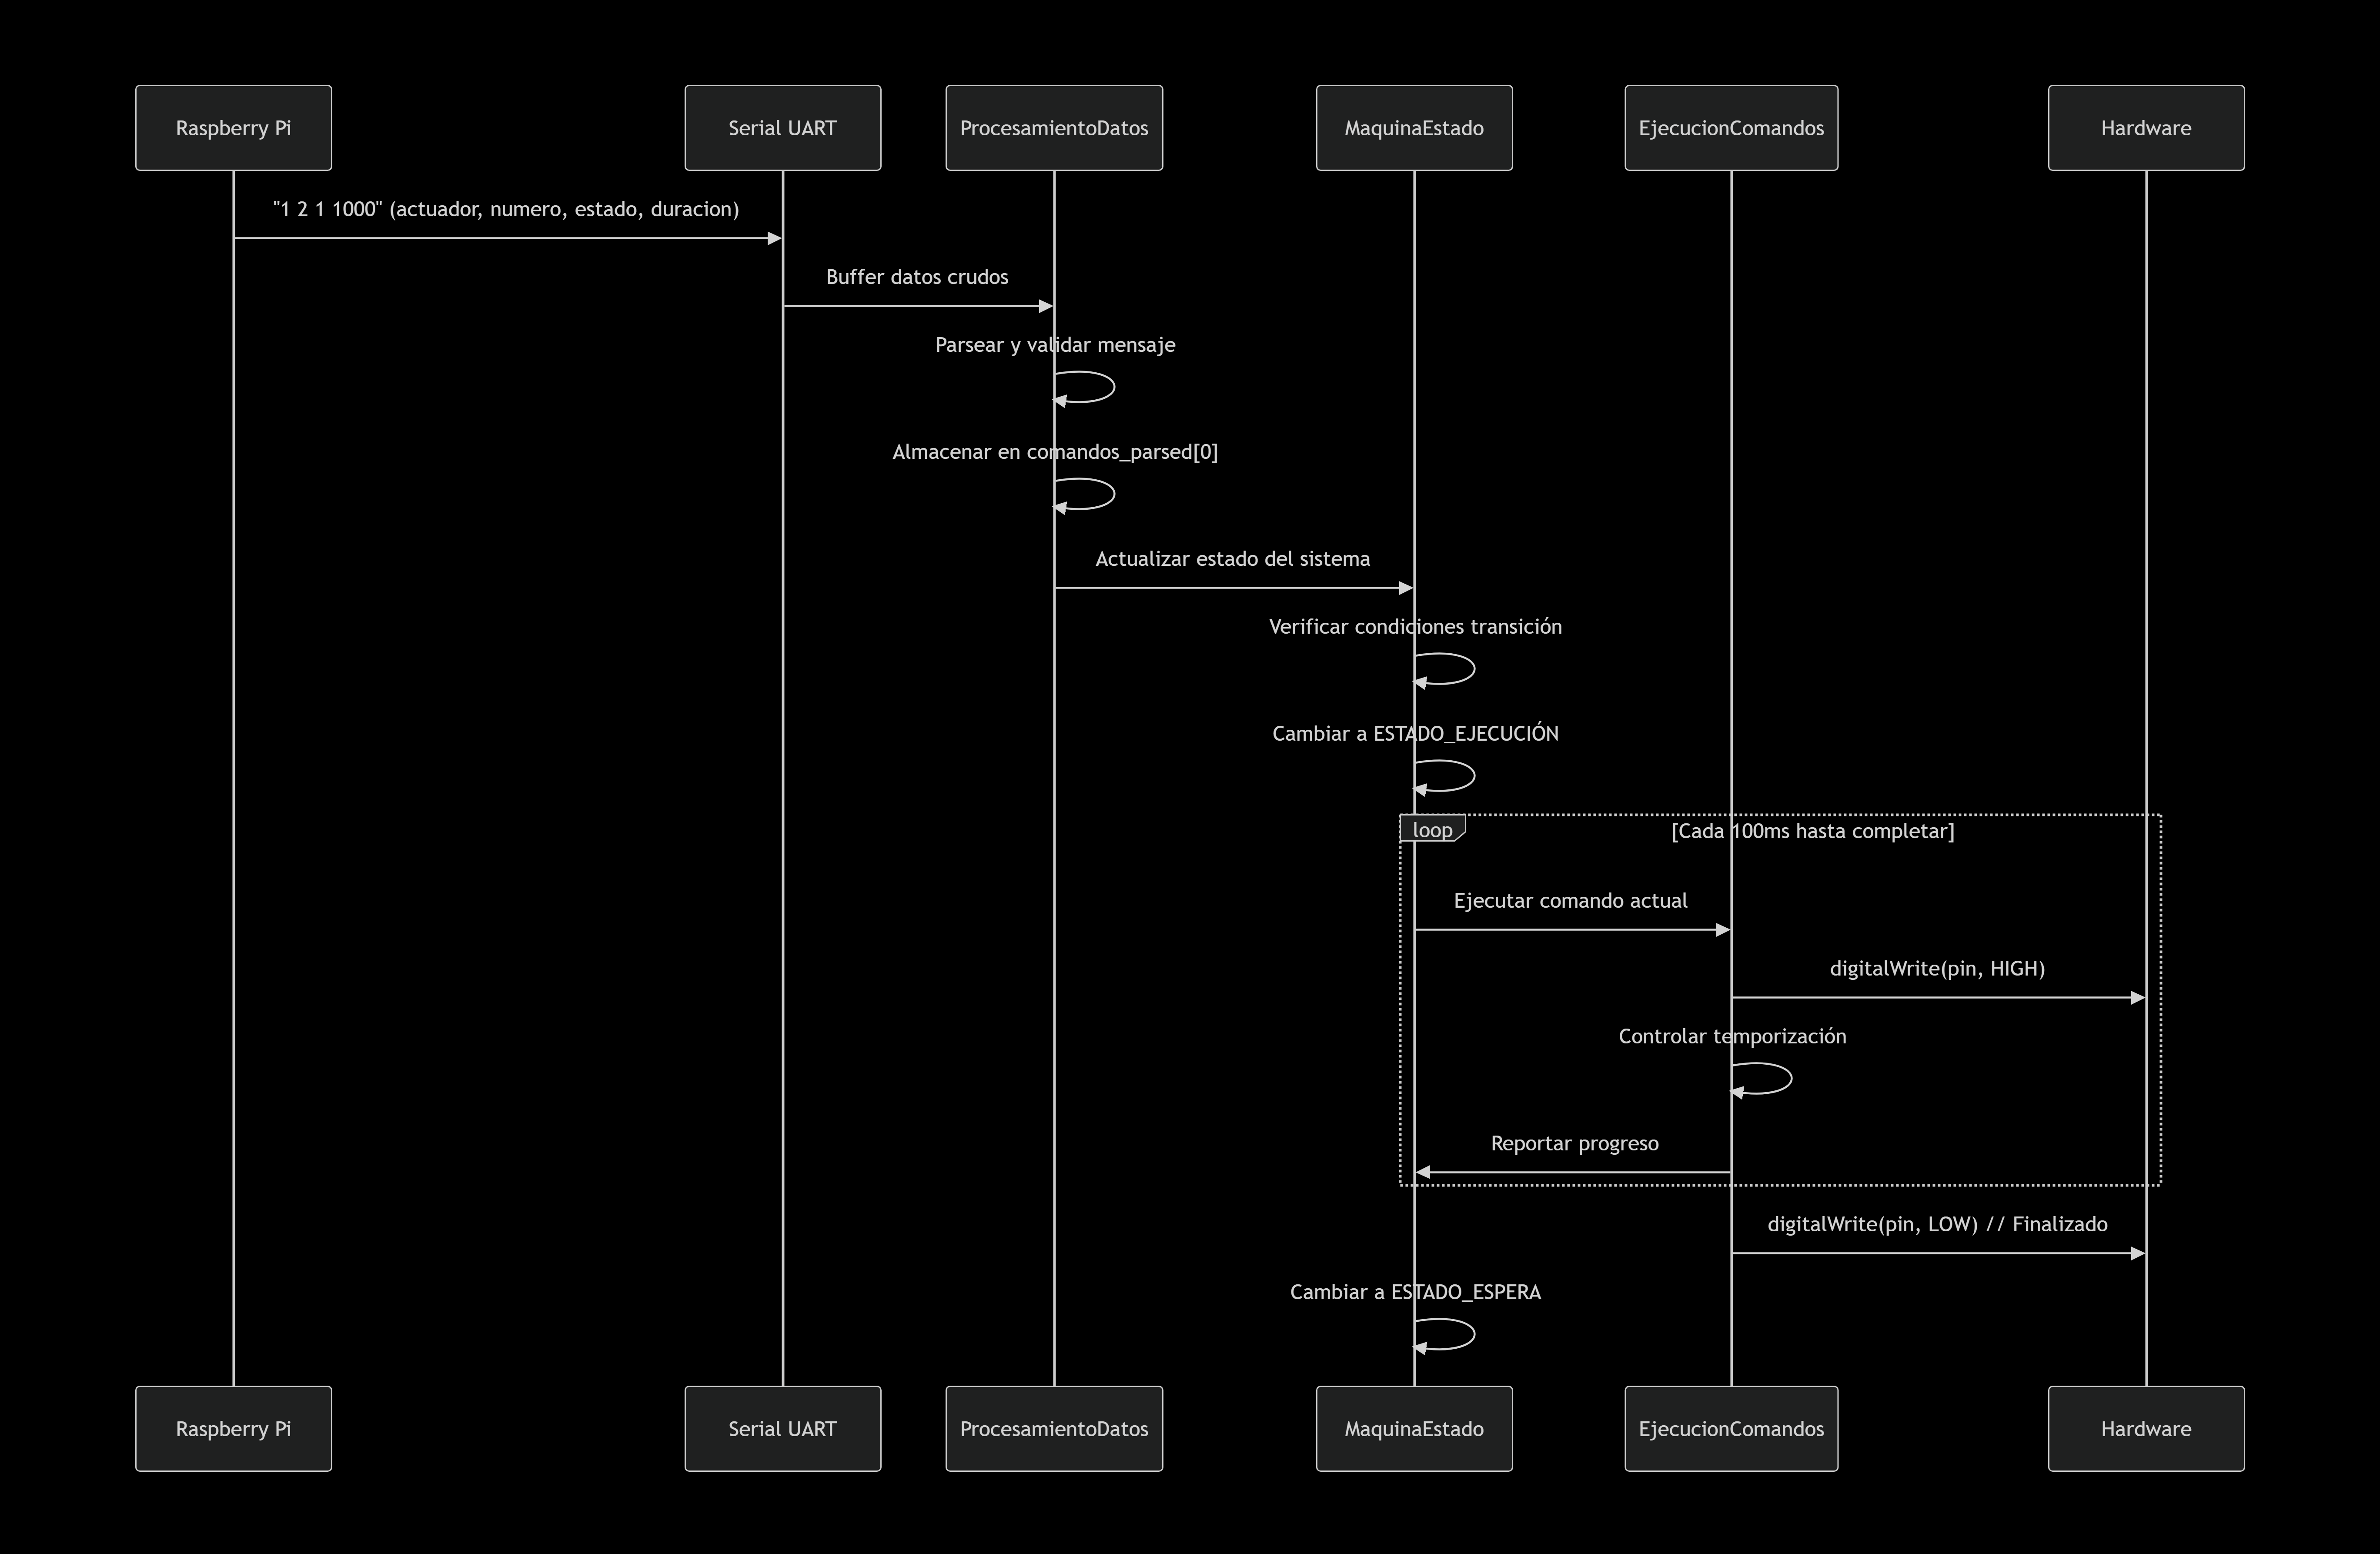 Raspberry Pi
Serial UART
ProcesamientoDatos
MaquinaEstado
EjecucionComandos
Hardware
"1 2 1 1000" (actuador, numero, estado, duracion)
Buffer datos crudos
Parsear y validar mensaje
Almacenar en comandos_parsed[0]
Actualizar estado del sistema
Verificar condiciones transición
Cambiar a ESTADO_EJECUCIÓN
loop
[Cada 100ms hasta completar]
Ejecutar comando actual
digitalWrite(pin, HIGH)
Controlar temporización
Reportar progreso
digitalWrite(pin, LOW) // Finalizado
Cambiar a ESTADO_ESPERA
Raspberry Pi
Serial UART
ProcesamientoDatos
MaquinaEstado
EjecucionComandos
Hardware